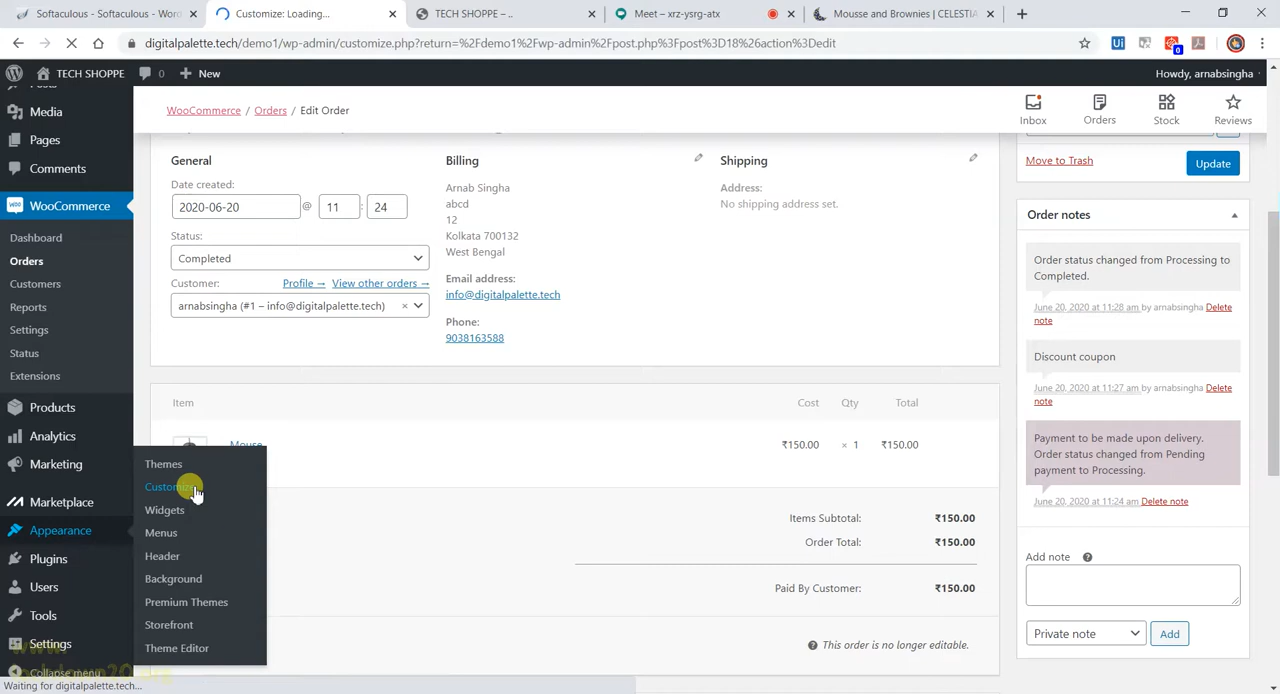 Softaculous - Softaculous - Wor
Customize: Loading...
TECH SHOPPE – ..
Meet – xrz-ysrg-atx
Mousse and Brownies | CELESTIA
digitalpalette.tech/demo1/wp-admin/customize.php?return=%2Fdemo1%2Fwp-admin%2Fpost.php%3Fpost%3D18%26action%3Dedit
TECH SHOPPE
0
New
Howdy, arnabsingha
Posts
Media
Pages
Comments
WooCommerce
Dashboard
Orders
Customers
Reports
Settings
Status
Extensions
Products
Analytics
Marketing
Marketplace
Appearance
Plugins
Users
Tools
Settings
Collapse menu
Themes
Customize
Widgets
Menus
Header
Background
Premium Themes
Storefront
Theme Editor
WooCommerce / Orders / Edit Order
Inbox
Orders
Stock
Reviews
General
Date created:
2020-06-20 @ 11 : 24
Status:
Completed
Customer:
Profile →
View other orders →
arnabsingha (#1 – info@digitalpalette.tech) ×
Billing
Arnab Singha
abcd
12
Kolkata 700132
West Bengal
Email address:
info@digitalpalette.tech
Phone:
9038163588
Shipping
Address:
No shipping address set.
Item
Cost
Qty
Total
Mouse
₹150.00
× 1
₹150.00
Items Subtotal: ₹150.00
Order Total: ₹150.00
Paid By Customer: ₹150.00
This order is no longer editable.
Move to Trash
Update
Order notes
Order status changed from Processing to
Completed.
June 20, 2020 at 11:28 am by arnabsingha Delete
note
Discount coupon
June 20, 2020 at 11:27 am by arnabsingha Delete
note
Payment to be made upon delivery.
Order status changed from Pending
payment to Processing.
June 20, 2020 at 11:24 am Delete note
Add note
Private note
Add
Waiting for digitalpalette.tech...